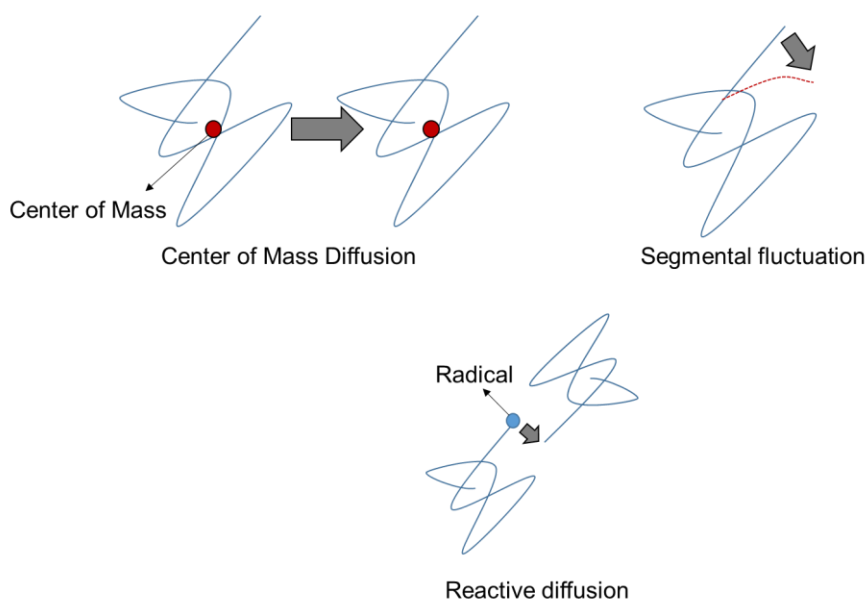 Center of Mass
Center of Mass Diffusion
Segmental fluctuation
Radical
Reactive diffusion